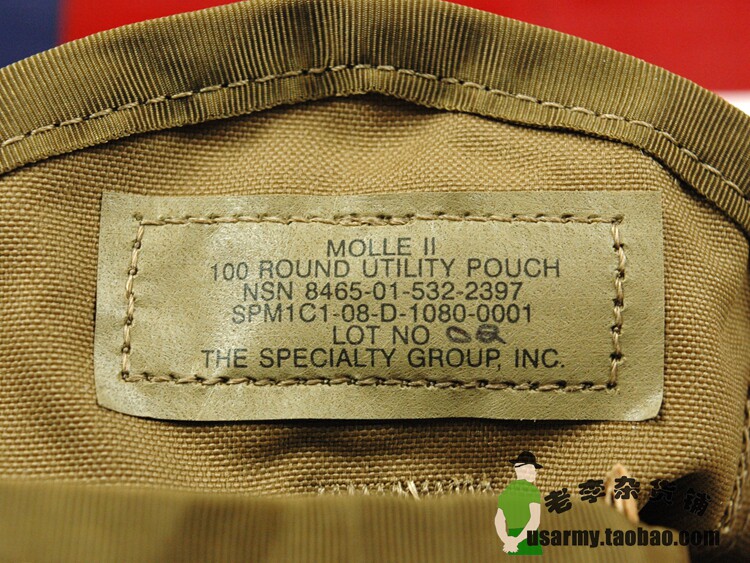 MOLLE II
100 ROUND UTILITY POUCH
NSN 8465-01-532-2397
SPM1C1-08-D-1080-0001
LOT NO 02
THE SPECIALTY GROUP, INC.
老李杂货铺
usarmy.taobao.com